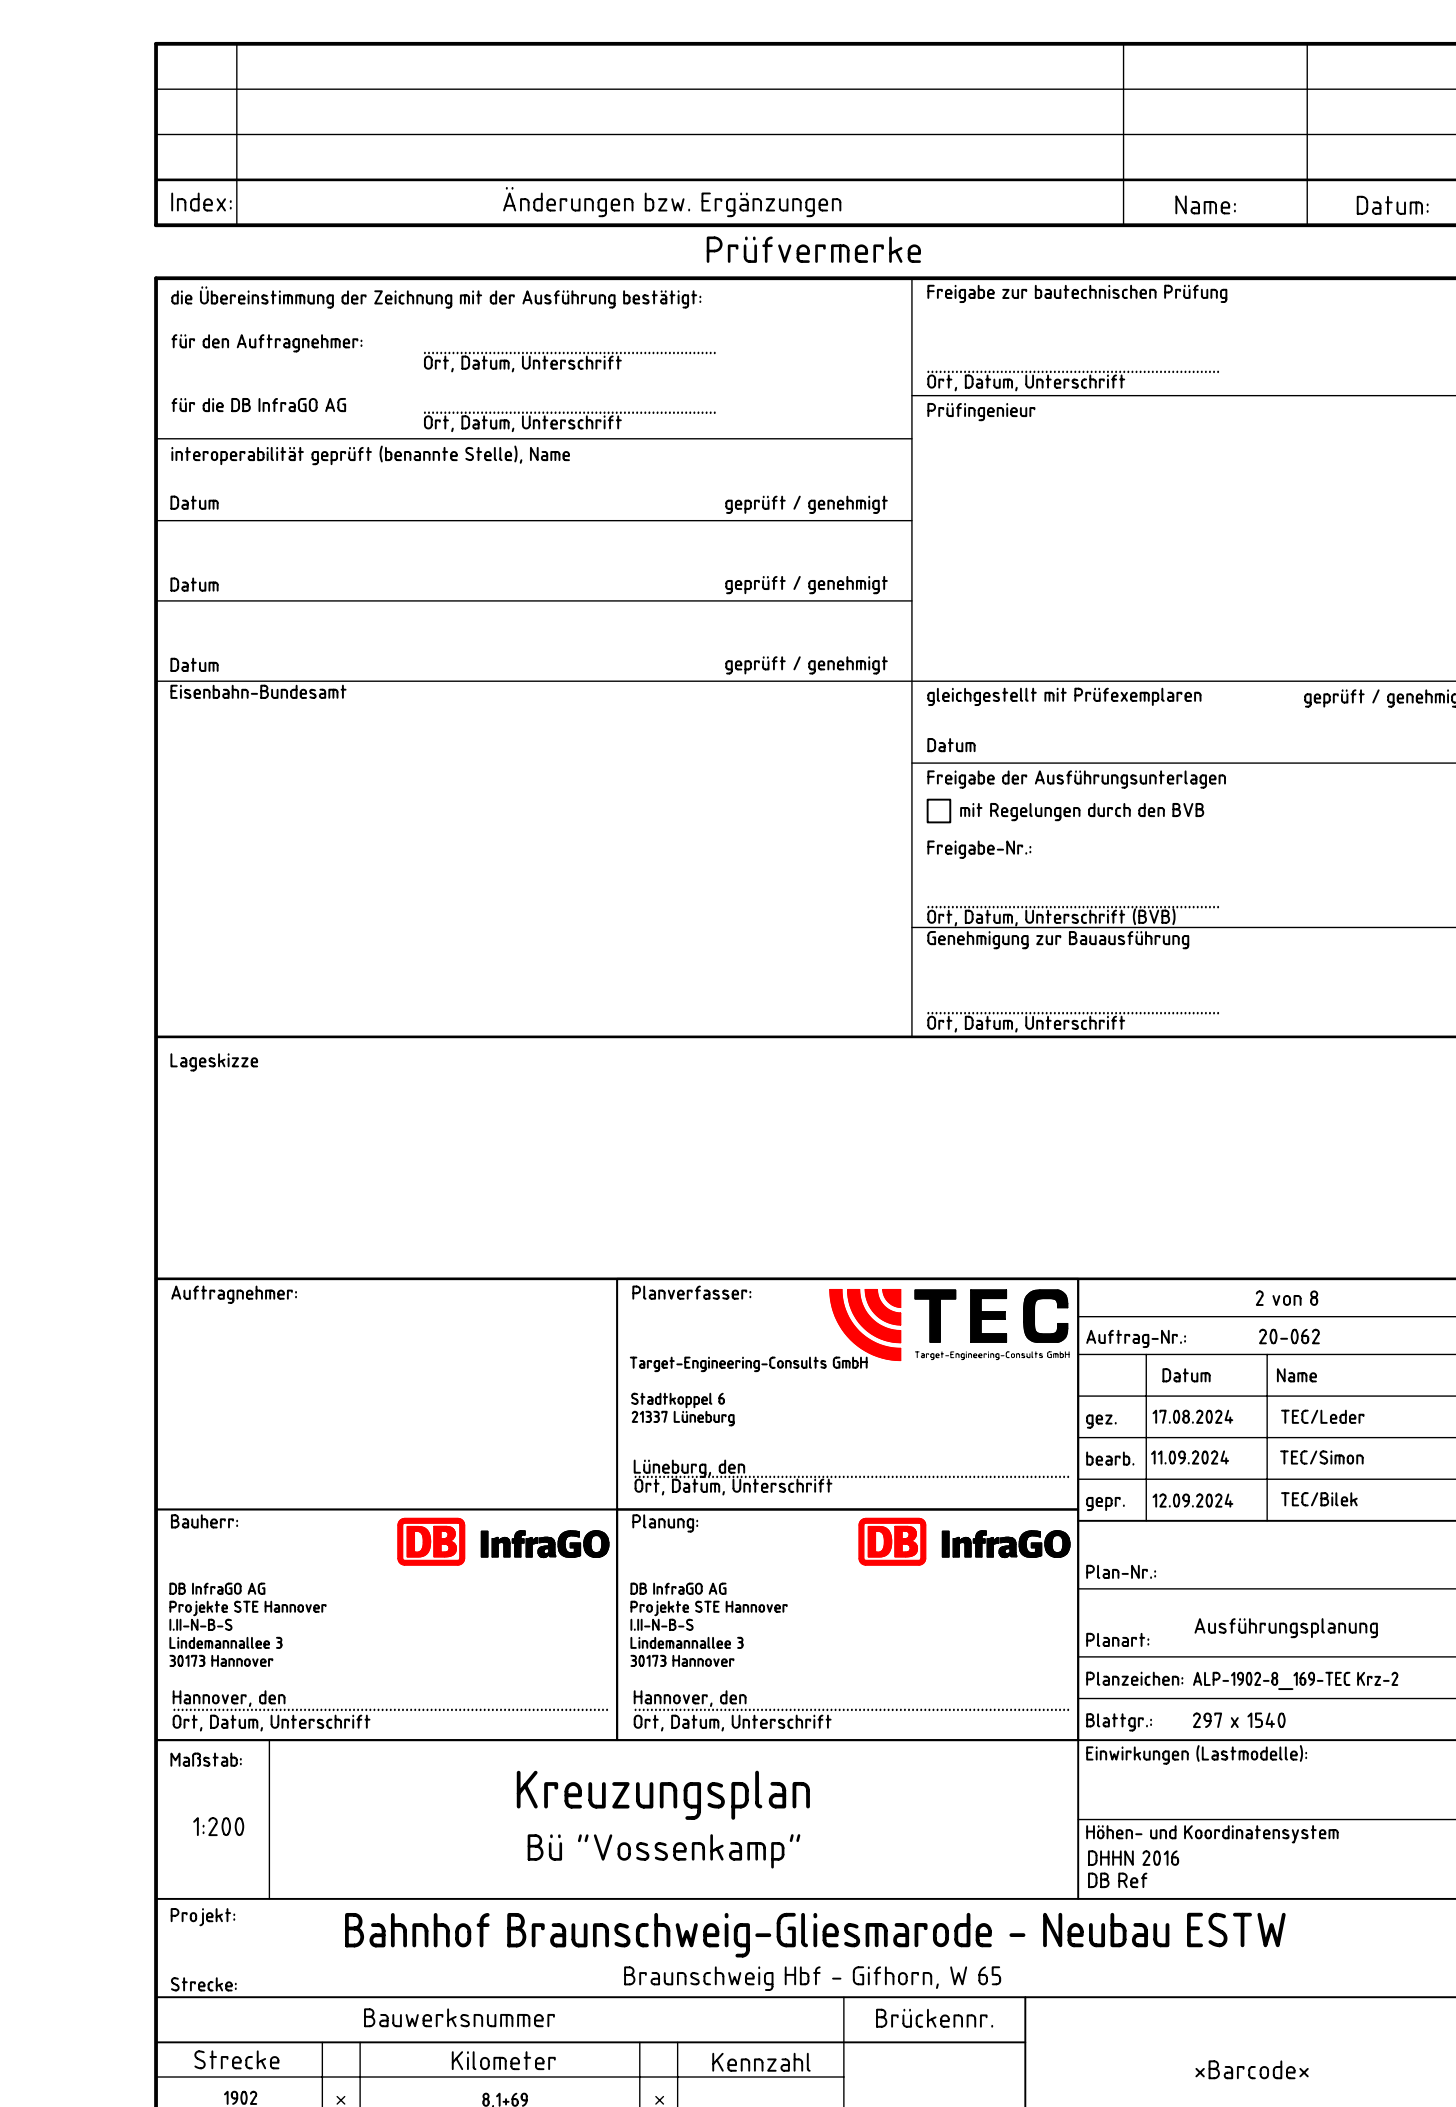 Index: Änderungen bzw. Ergänzungen Name: Datum:
Prüfvermerke
die Übereinstimmung der Zeichnung mit der Ausführung bestätigt:
für den Auftragnehmer:
Ort, Datum, Unterschrift
für die DB InfraGO AG
Ort, Datum, Unterschrift
Freigabe zur bautechnischen Prüfung
Ort, Datum, Unterschrift
Prüfingenieur
interoperabilität geprüft (benannte Stelle), Name
Datum geprüft / genehmigt
Datum geprüft / genehmigt
Datum geprüft / genehmigt
Eisenbahn-Bundesamt
gleichgestellt mit Prüfexemplaren geprüft / genehmig
Datum
Freigabe der Ausführungsunterlagen
mit Regelungen durch den BVB
Freigabe-Nr.:
Ort, Datum, Unterschrift (BVB)
Genehmigung zur Bauausführung
Ort, Datum, Unterschrift
Lageskizze
Auftragnehmer:
Planverfasser:
TEC
Target-Engineering-Consults GmbH
Target-Engineering-Consults GmbH
Stadtkoppel 6
21337 Lüneburg
Lüneburg, den
Ort, Datum, Unterschrift
2 von 8
Auftrag-Nr.: 20-062
Datum Name
gez. 17.08.2024 TEC/Leder
bearb. 11.09.2024 TEC/Simon
gepr. 12.09.2024 TEC/Bilek
Bauherr:
DB InfraGO
DB InfraGO AG
Projekte STE Hannover
I.II-N-B-S
Lindemannallee 3
30173 Hannover
Hannover, den
Ort, Datum, Unterschrift
Planung:
DB InfraGO
DB InfraGO AG
Projekte STE Hannover
I.II-N-B-S
Lindemannallee 3
30173 Hannover
Hannover, den
Ort, Datum, Unterschrift
Plan-Nr.:
Planart: Ausführungsplanung
Planzeichen: ALP-1902-8_169-TEC Krz-2
Blattgr.: 297 x 1540
Maßstab:
1:200
Kreuzungsplan
Bü "Vossenkamp"
Einwirkungen (Lastmodelle):
Höhen- und Koordinatensystem
DHHN 2016
DB Ref
Projekt:
Bahnhof Braunschweig-Gliesmarode - Neubau ESTW
Strecke: Braunschweig Hbf - Gifhorn, W 65
Bauwerksnummer Brückennr.
Strecke Kilometer Kennzahl
×Barcode×
1902 × 8,1+69 ×